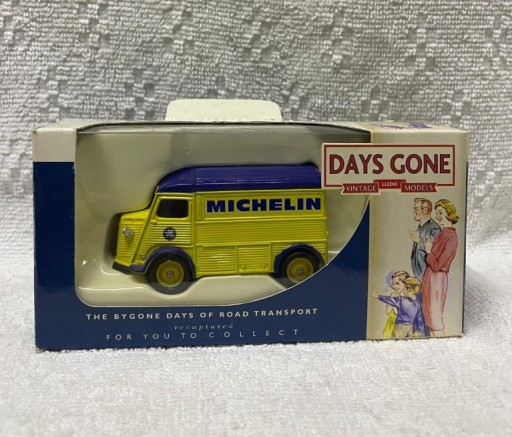 DAYS GONE
VINTAGE LLEDO MODELS
MICHELIN
THE BYGONE DAYS OF ROAD TRANSPORT
recaptured
FOR YOU TO COLLECT